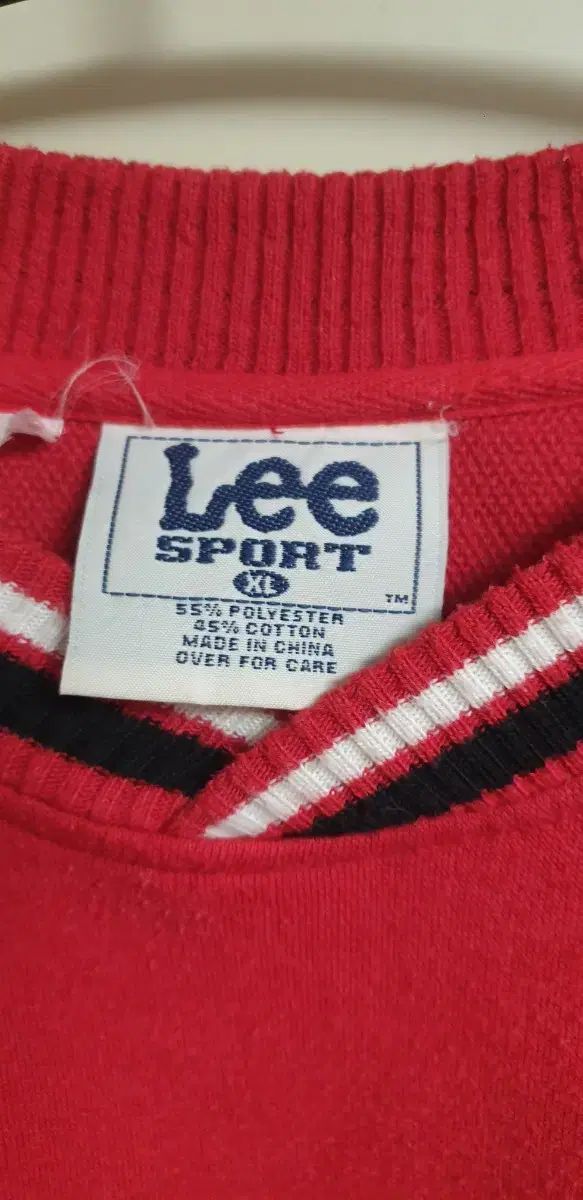 Lee
SPORT
XL
TM
55% POLYESTER
45% COTTON
MADE IN CHINA
OVER FOR CARE